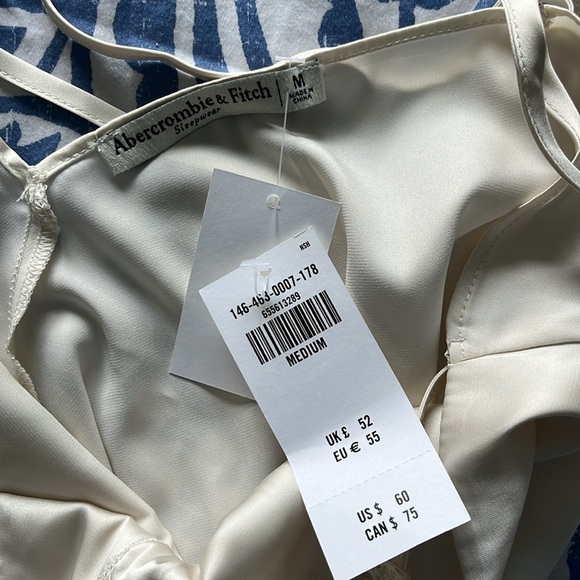 Abercrombie & Fitch
Sleepwear
M
MADE IN
CHINA
NSH
146-463-0007-178
655613289
MEDIUM
UK £ 52
EU € 55
US $ 60
CAN $ 75